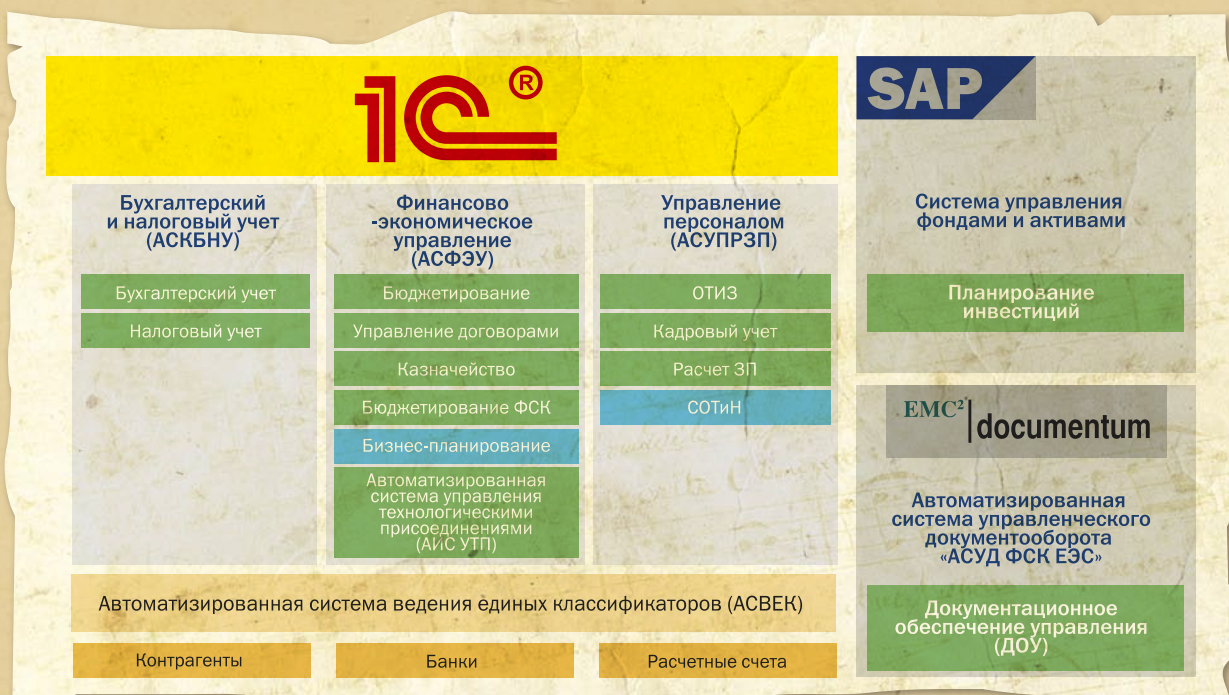 1С®
SAP
Бухгалтерский
и налоговый учет
(АСКБНУ)
Бухгалтерский учет
Налоговый учет
Финансово
-экономическое
управление
(АСФЭУ)
Бюджетирование
Управление договорами
Казначейство
Бюджетирование ФСК
Бизнес-планирование
Автоматизированная
система управления
технологическими
присоединениями
(АИС УТП)
Управление
персоналом
(АСУПРЗП)
ОТИЗ
Кадровый учет
Расчет ЗП
СОТиН
Система управления
фондами и активами
Планирование
инвестиций
EMC² documentum
Автоматизированная
система управленческого
документооборота
«АСУД ФСК ЕЭС»
Документационное
обеспечение управления
(ДОУ)
Автоматизированная система ведения единых классификаторов (АСВЕК)
Контрагенты
Банки
Расчетные счета